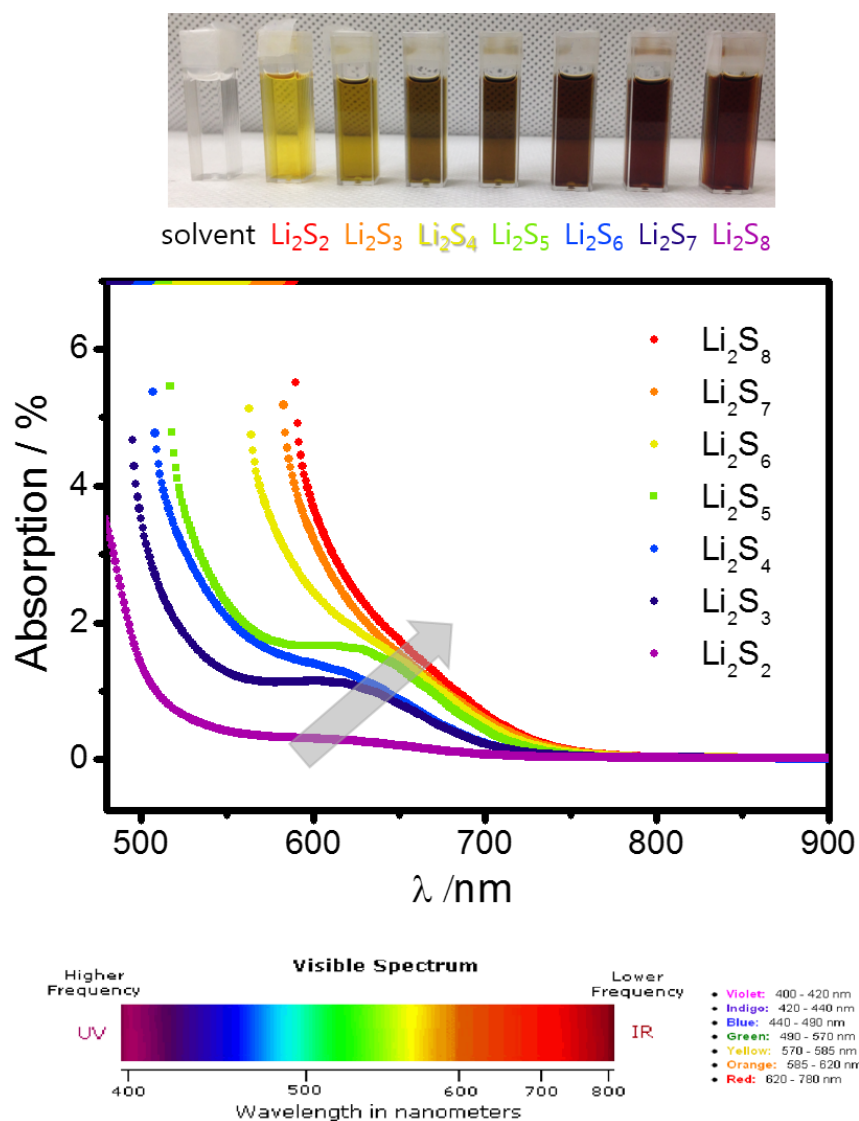 solvent Li₂S₂ Li₂S₃ Li₂S₄ Li₂S₅ Li₂S₆ Li₂S₇ Li₂S₈
Absorption / %
6
4
2
0
Li₂S₈
Li₂S₇
Li₂S₆
Li₂S₅
Li₂S₄
Li₂S₃
Li₂S₂
500 600 700 800 900
λ /nm
Visible Spectrum
Higher
Frequency
Lower
Frequency
UV
IR
400 500 600 700 800
Wavelength in nanometers
• Violet: 400 - 420 nm
• Indigo: 420 - 440 nm
• Blue: 440 - 490 nm
• Green: 490 - 570 nm
• Yellow: 570 - 585 nm
• Orange: 585 - 620 nm
• Red: 620 - 780 nm